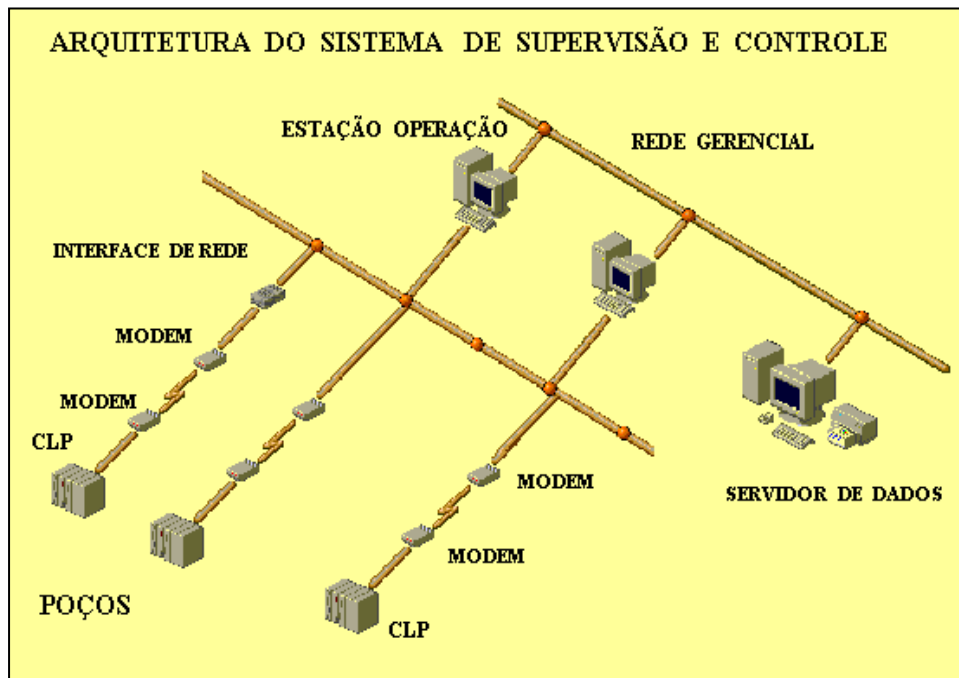 ARQUITETURA DO SISTEMA DE SUPERVISÃO E CONTROLE
ESTAÇÃO OPERAÇÃO
REDE GERENCIAL
INTERFACE DE REDE
MODEM
MODEM
CLP
MODEM
SERVIDOR DE DADOS
MODEM
POÇOS
CLP